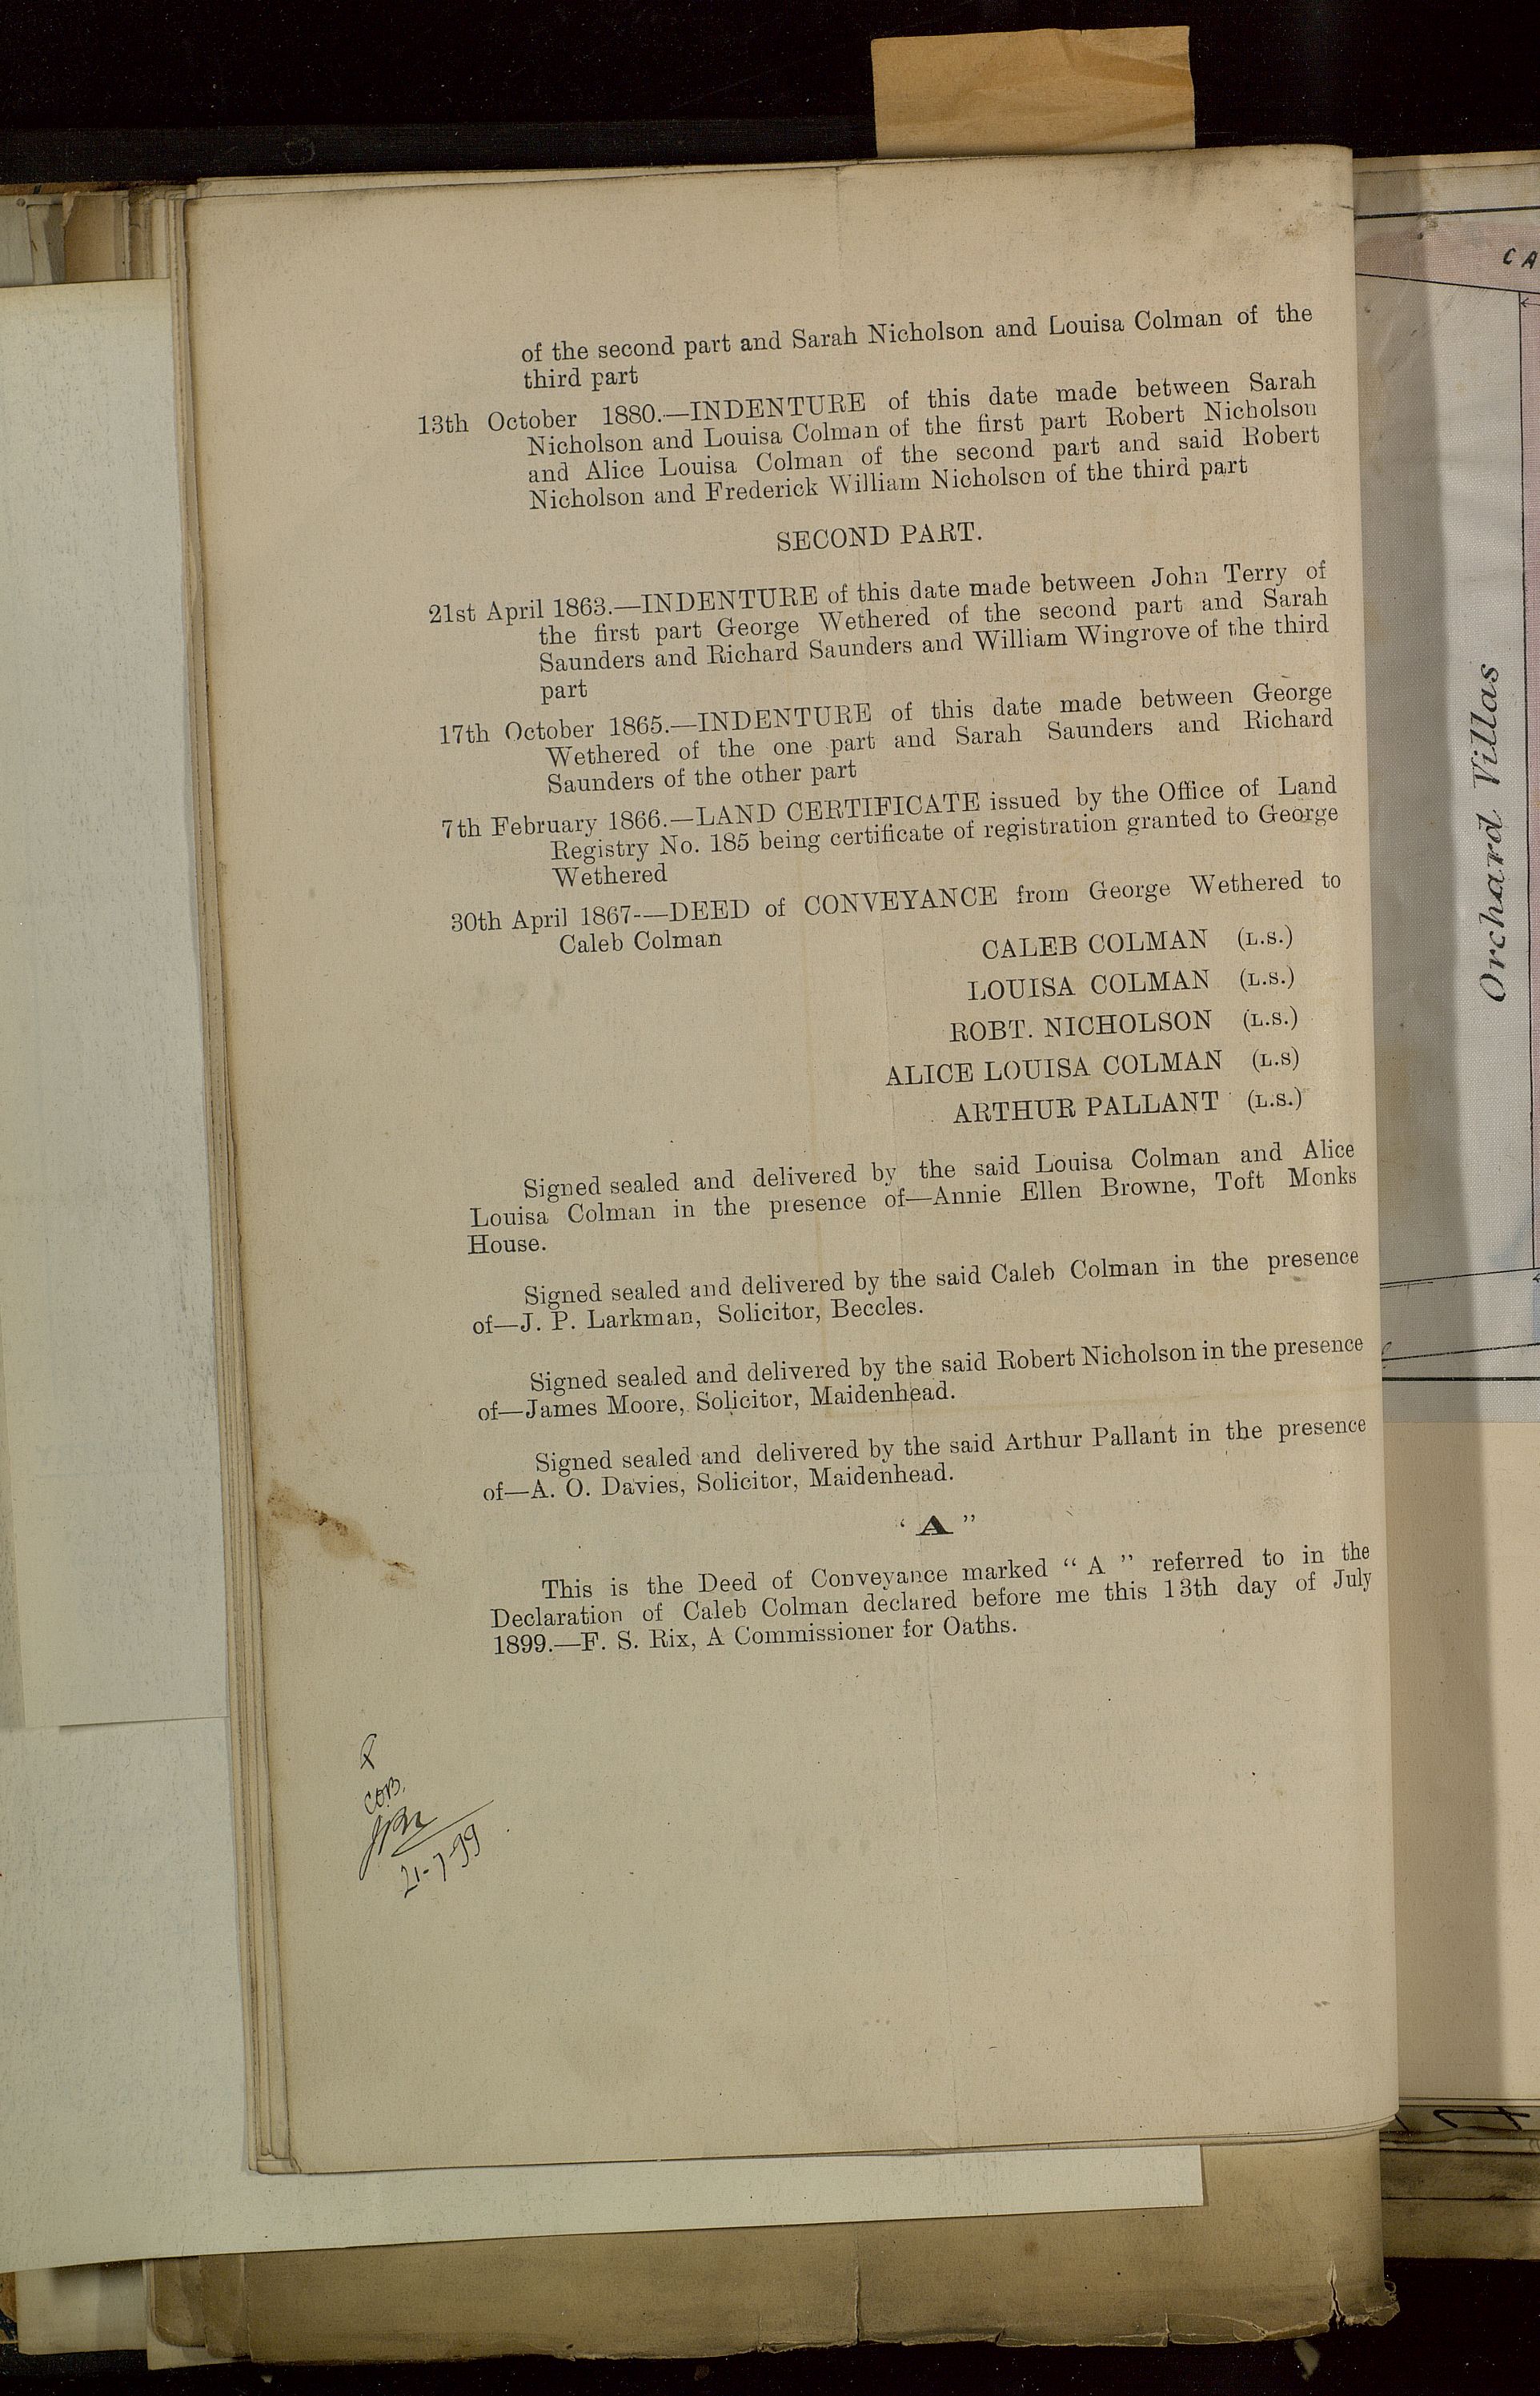 of the second part and Sarah Nicholson and Louisa Colman of the
third part
13th October 1880.—INDENTURE of this date made between Sarah
Nicholson and Louisa Colman of the first part Robert Nicholson
and Alice Louisa Colman of the second part and said Robert
Nicholson and Frederick William Nicholson of the third part
SECOND PART.
21st April 1863.—INDENTURE of this date made between John Terry of
the first part George Wethered of the second part and Sarah
Saunders and Richard Saunders and William Wingrove of the third
part
17th October 1865.—INDENTURE of this date made between George
Wethered of the one part and Sarah Saunders and Richard
Saunders of the other part
7th February 1866.—LAND CERTIFICATE issued by the Office of Land
Registry No. 185 being certificate of registration granted to George
Wethered
30th April 1867-—DEED of CONVEYANCE from George Wethered to
Caleb Colman
CALEB COLMAN (L.S.)
LOUISA COLMAN (L.S.)
ROBT. NICHOLSON (L.S.)
ALICE LOUISA COLMAN (L.S)
ARTHUR PALLANT (L.S.)
Signed sealed and delivered by the said Louisa Colman and Alice
Louisa Colman in the presence of—Annie Ellen Browne, Toft Monks
House.
Signed sealed and delivered by the said Caleb Colman in the presence
of—J. P. Larkman, Solicitor, Beccles.
Signed sealed and delivered by the said Robert Nicholson in the presence
of—James Moore, Solicitor, Maidenhead.
Signed sealed and delivered by the said Arthur Pallant in the presence
of—A. O. Davies, Solicitor, Maidenhead.
‘ A ”
This is the Deed of Conveyance marked “ A ” referred to in the
Declaration of Caleb Colman declared before me this 13th day of July
1899.—F. S. Rix, A Commissioner for Oaths.
21-7-99
CA
Orchard Villas